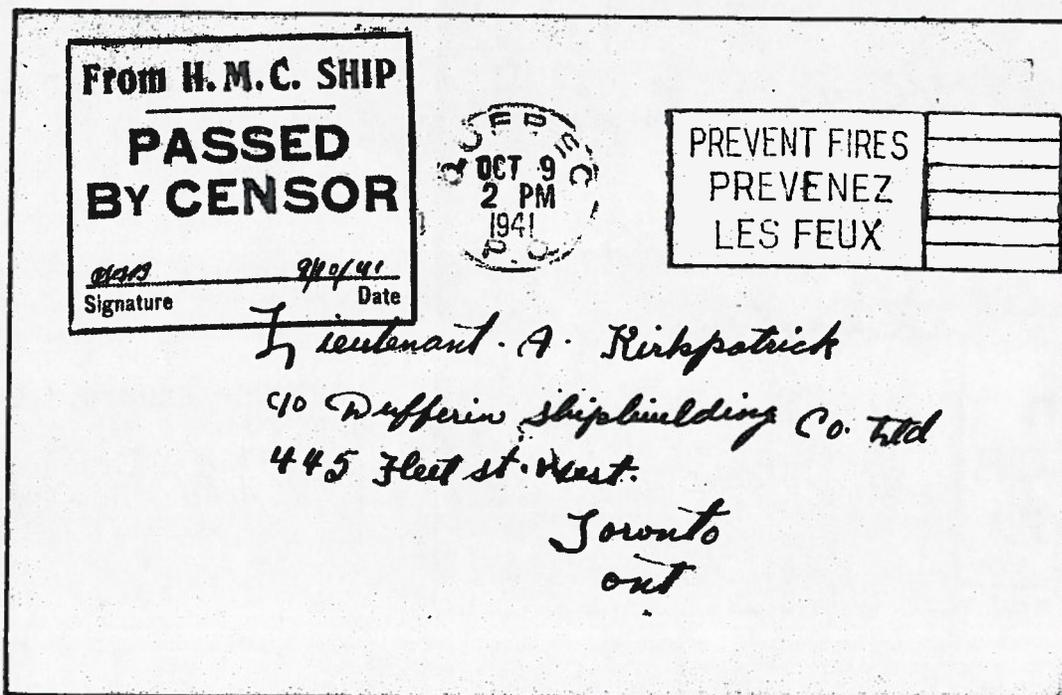 From H.M.C. SHIP
PASSED
BY CENSOR
9/10/41
Signature Date
QUEBEC
OCT 9
2 PM
1941
P.Q.
PREVENT FIRES
PREVENEZ
LES FEUX
Lieutenant. A. Kirkpatrick
c/o Dufferin Shipbuilding Co. Ltd
445 Fleet st. West.
Toronto
ont